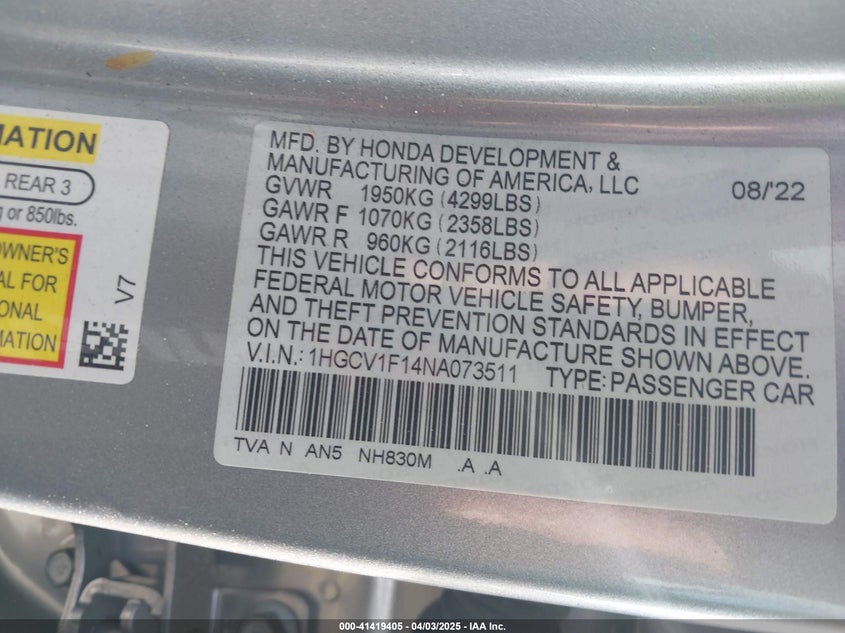 MATION
REAR 3
g or 850lbs.
OWNER'S
AL FOR
IONAL
MATION
V7
MFD. BY HONDA DEVELOPMENT &
MANUFACTURING OF AMERICA, LLC 08/'22
GVWR 1950KG (4299LBS)
GAWR F 1070KG (2358LBS)
GAWR R 960KG (2116LBS)
THIS VEHICLE CONFORMS TO ALL APPLICABLE
FEDERAL MOTOR VEHICLE SAFETY, BUMPER,
AND THEFT PREVENTION STANDARDS IN EFFECT
ON THE DATE OF MANUFACTURE SHOWN ABOVE.
V.I.N.: 1HGCV1F14NA073511 TYPE: PASSENGER CAR
TVA N AN5 NH830M .A .A
000-41419405 - 04/03/2025 - IAA Inc.